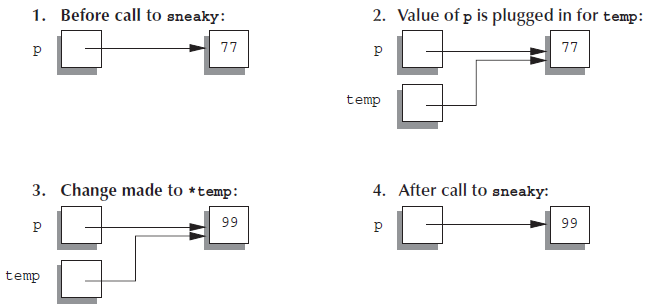 1. Before call to sneaky:
p
77
2. Value of p is plugged in for temp:
p
77
temp
3. Change made to *temp:
p
99
temp
4. After call to sneaky:
p
99